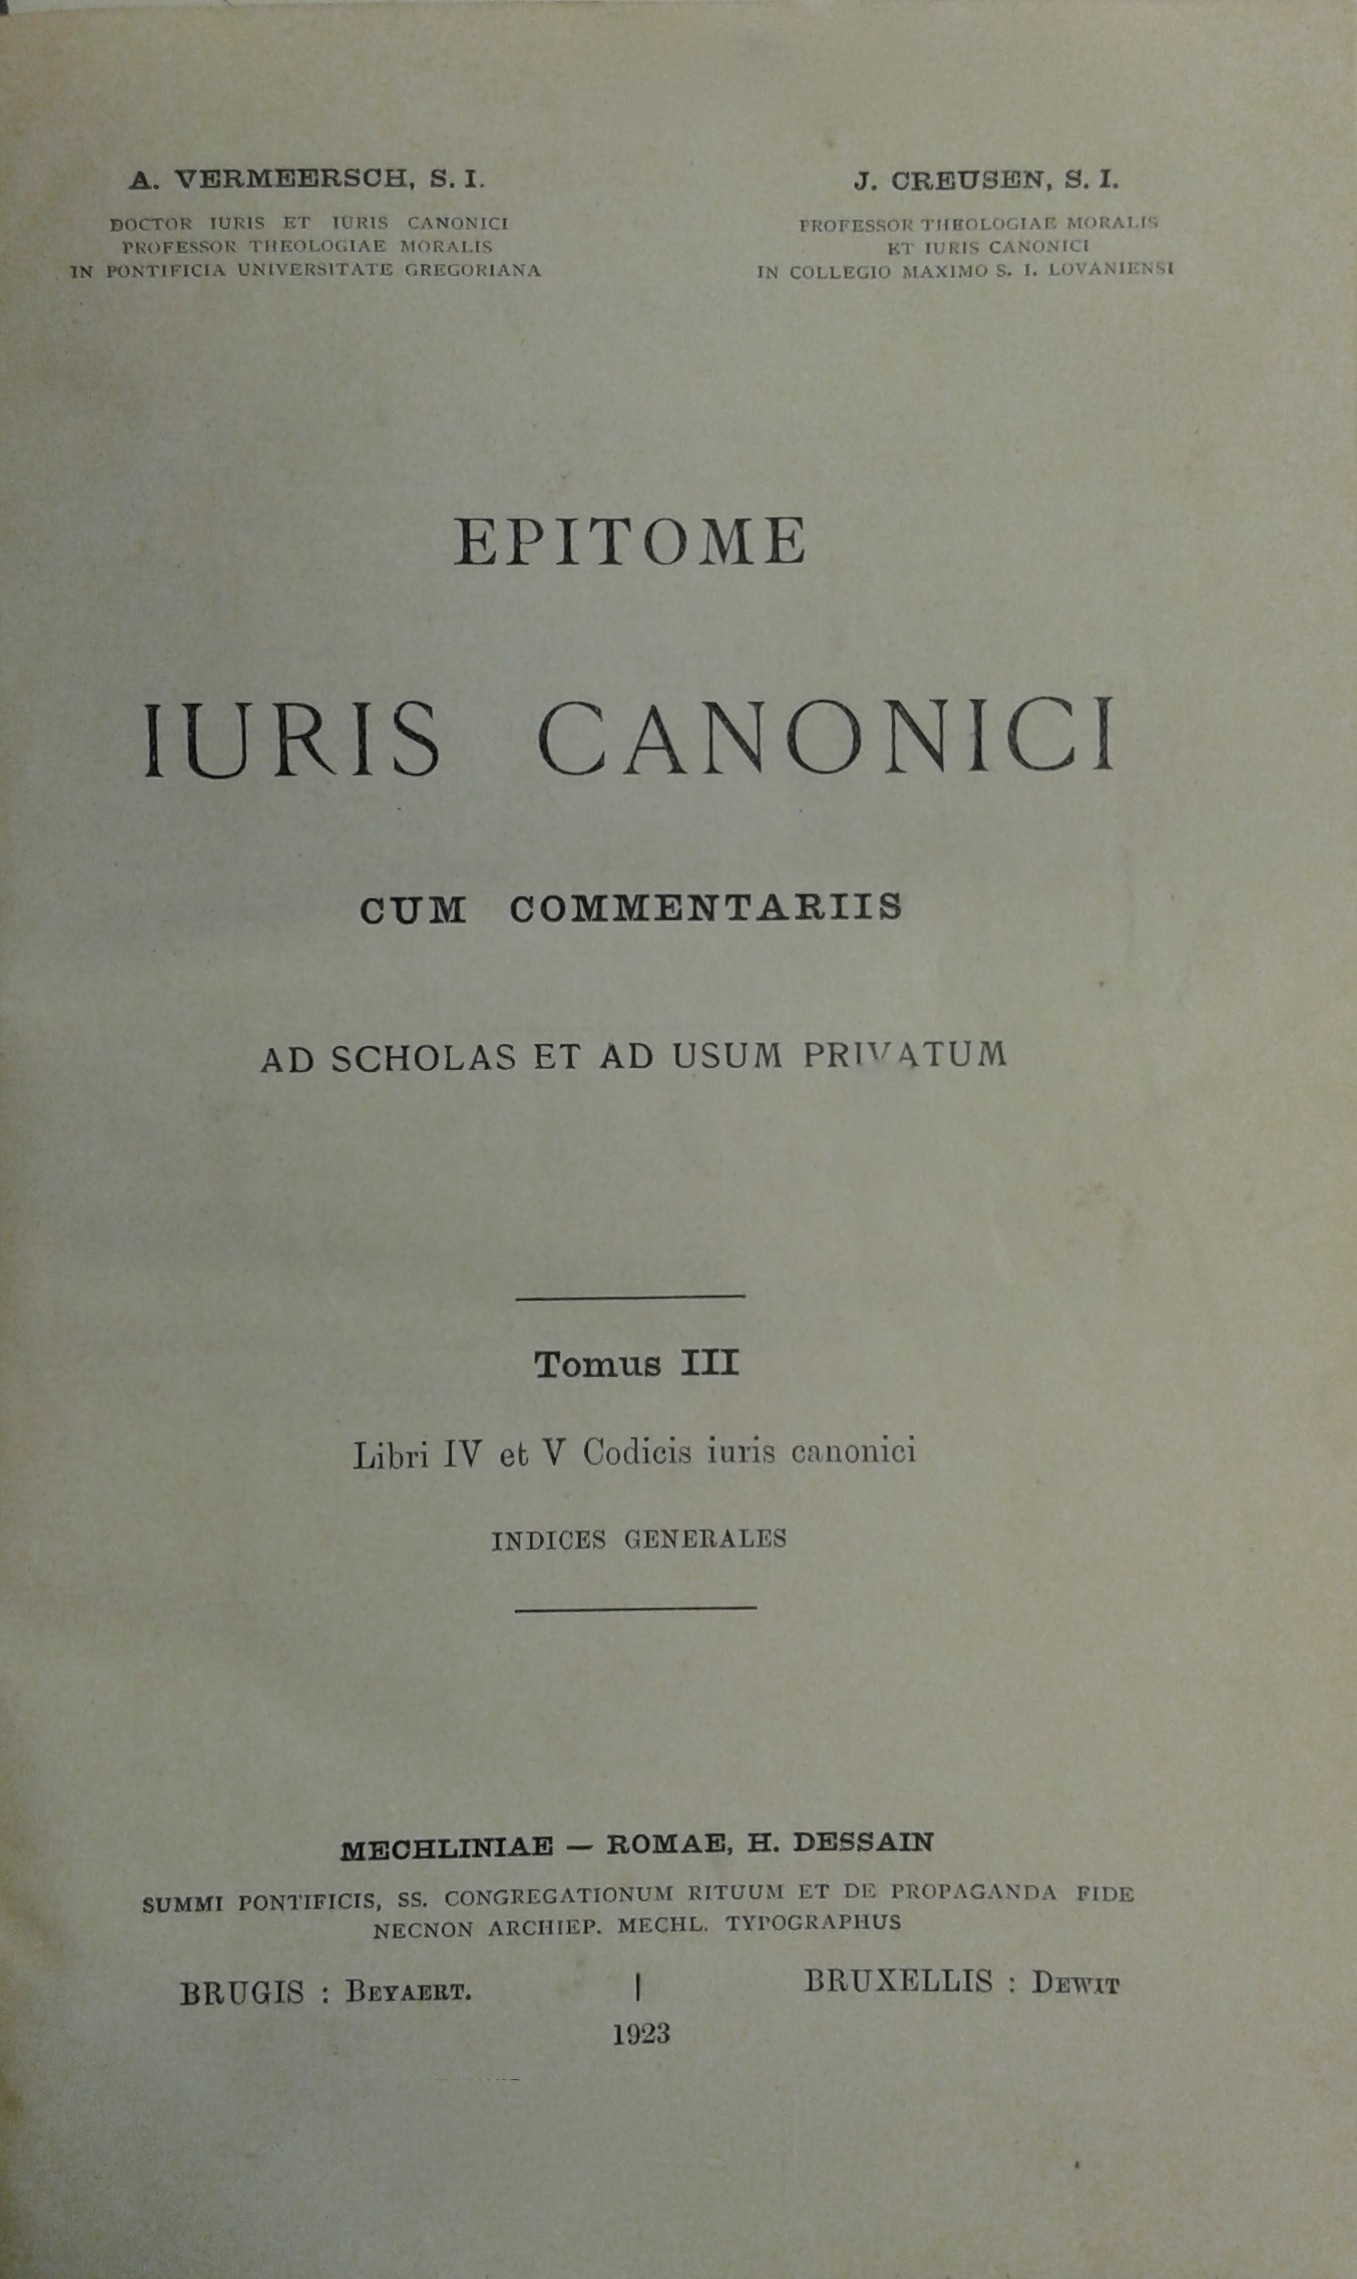 A. VERMEERSCH, S. I.
DOCTOR IURIS ET IURIS CANONICI
PROFESSOR THEOLOGIAE MORALIS
IN PONTIFICIA UNIVERSITATE GREGORIANA
J. CREUSEN, S. I.
PROFESSOR THEOLOGIAE MORALIS
ET IURIS CANONICI
IN COLLEGIO MAXIMO S. I. LOVANIENSI
EPITOME
IURIS CANONICI
CUM COMMENTARIIS
AD SCHOLAS ET AD USUM PRIVATUM
Tomus III
Libri IV et V Codicis iuris canonici
INDICES GENERALES
MECHLINIAE — ROMAE, H. DESSAIN
SUMMI PONTIFICIS, SS. CONGREGATIONUM RITUUM ET DE PROPAGANDA FIDE
NECNON ARCHIEP. MECHL. TYPOGRAPHUS
BRUGIS : BEYAERT. | BRUXELLIS : DEWIT
1923